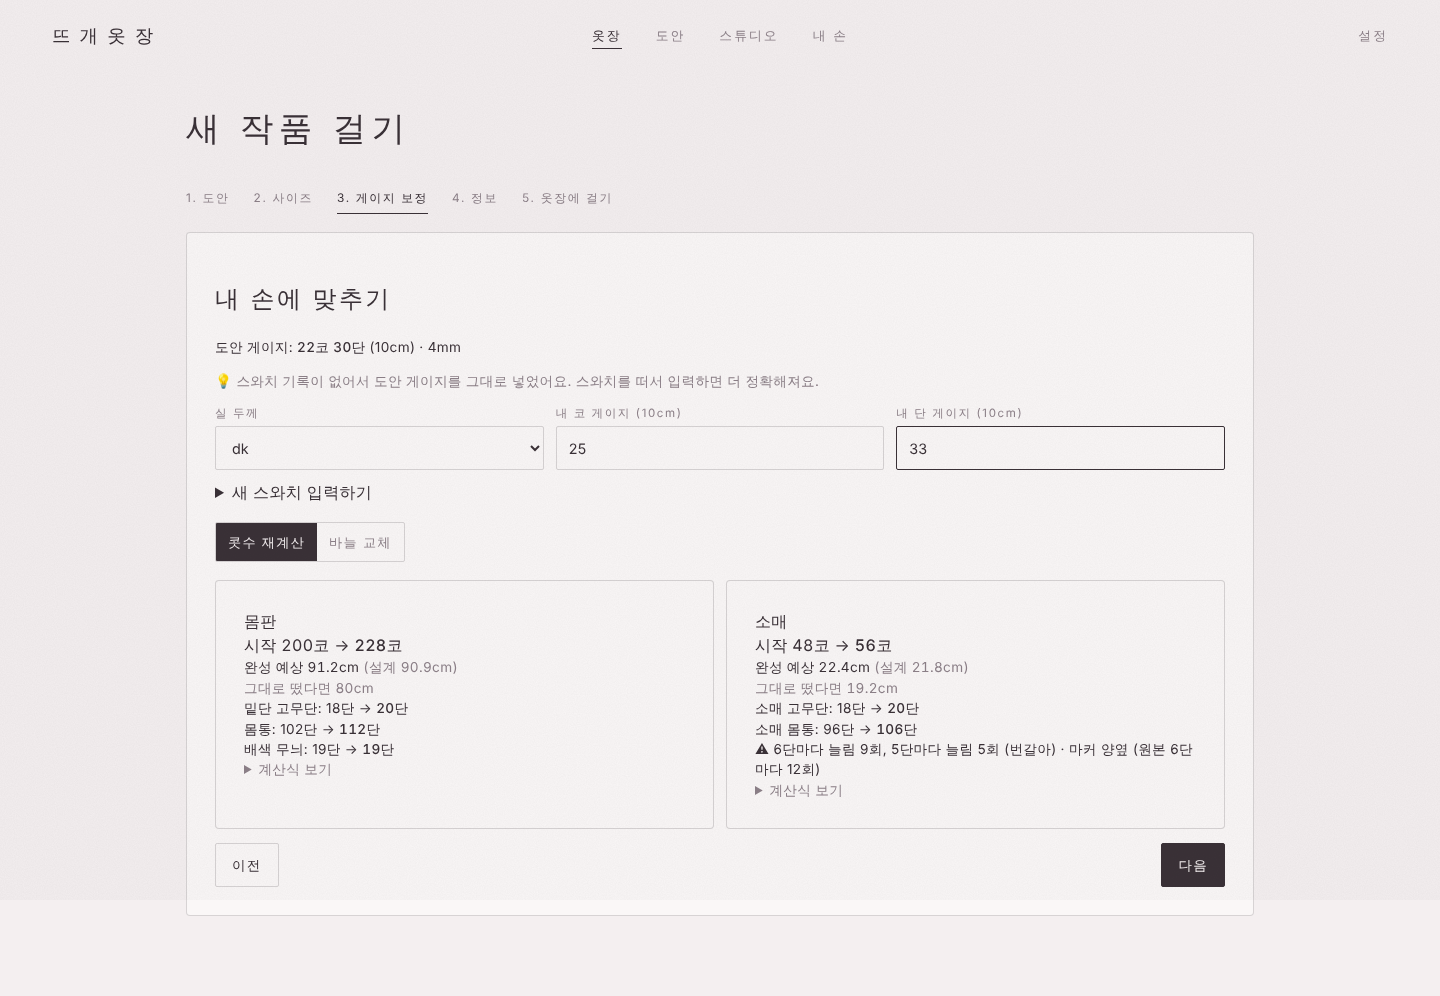 뜨개옷장
옷장 도안 스튜디오 내 손
설정
새 작품 걸기
1. 도안 2. 사이즈 3. 게이지 보정 4. 정보 5. 옷장에 걸기
내 손에 맞추기
도안 게이지: 22코 30단 (10cm) · 4mm
💡 스와치 기록이 없어서 도안 게이지를 그대로 넣었어요. 스와치를 떠서 입력하면 더 정확해져요.
실 두께
dk
내 코 게이지 (10cm)
25
내 단 게이지 (10cm)
33
▶ 새 스와치 입력하기
콧수 재계산 바늘 교체
몸판
시작 200코 → 228코
완성 예상 91.2cm (설계 90.9cm)
그대로 떴다면 80cm
밑단 고무단: 18단 → 20단
몸통: 102단 → 112단
배색 무늬: 19단 → 19단
▶ 계산식 보기
소매
시작 48코 → 56코
완성 예상 22.4cm (설계 21.8cm)
그대로 떴다면 19.2cm
소매 고무단: 18단 → 20단
소매 몸통: 96단 → 106단
⚠ 6단마다 늘림 9회, 5단마다 늘림 5회 (번갈아) · 마커 양옆 (원본 6단
마다 12회)
▶ 계산식 보기
이전
다음